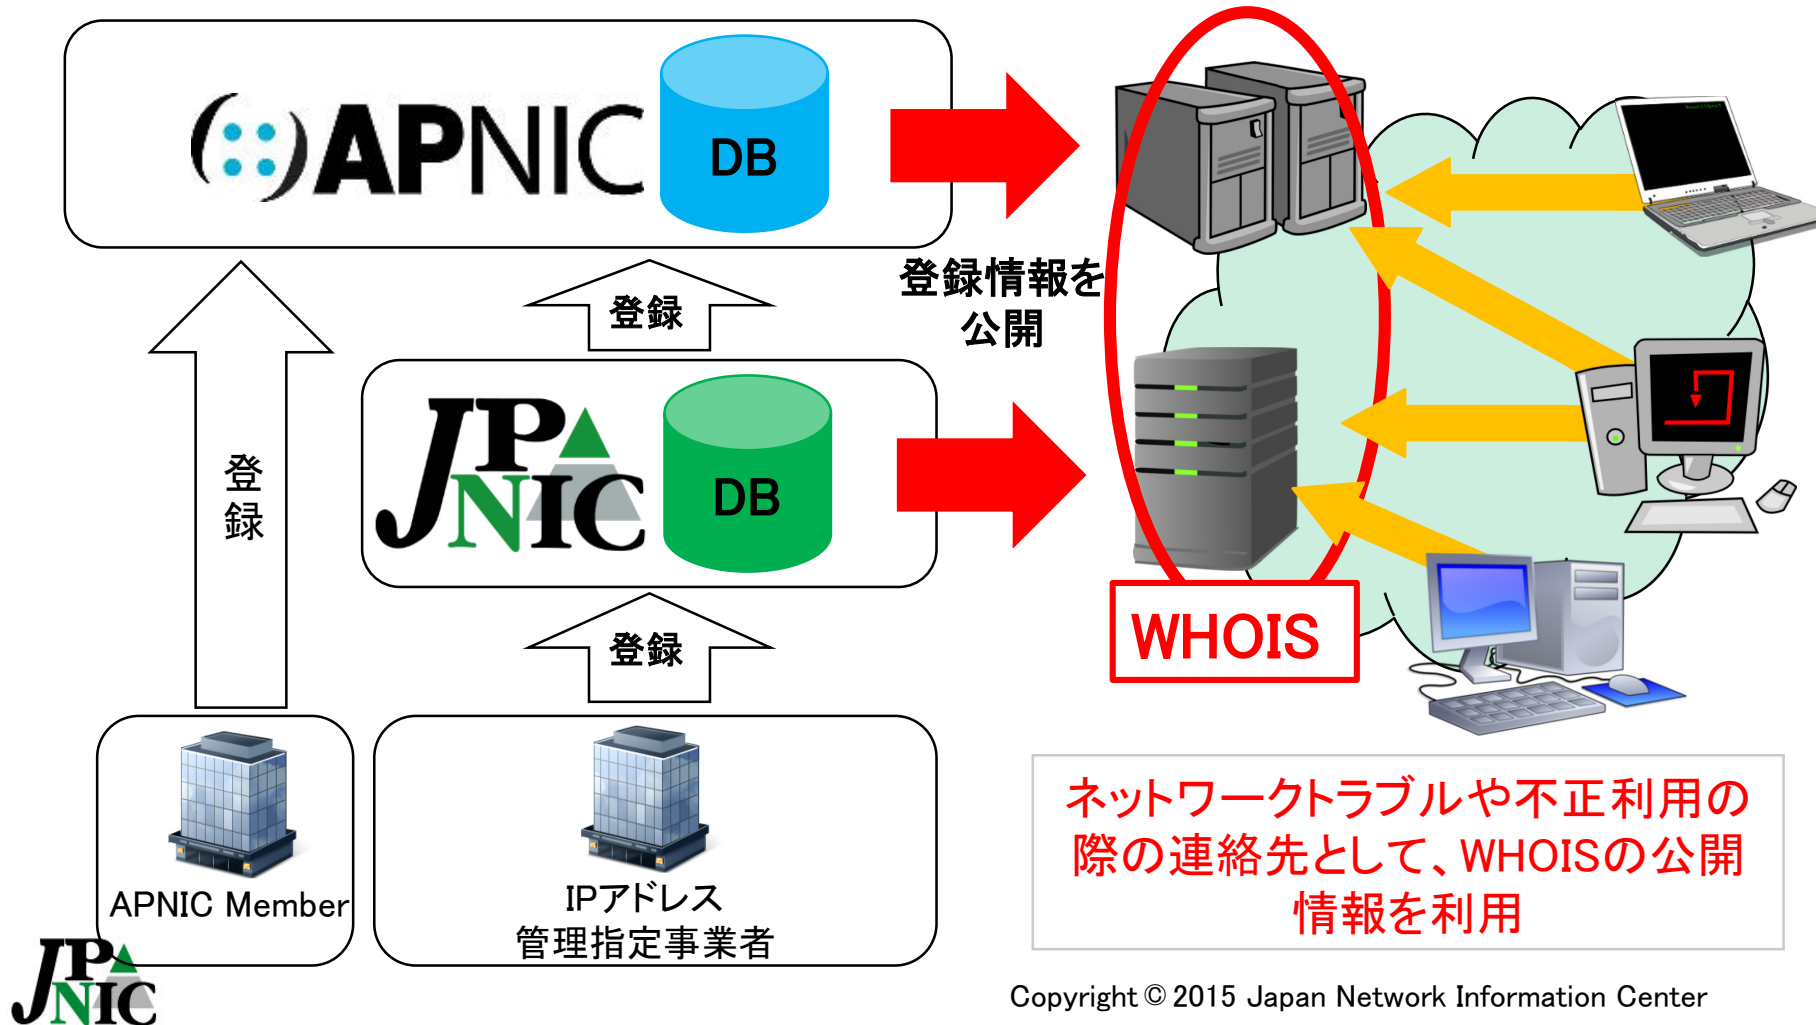 APNIC
DB
登録情報を
公開
登録
登録
JPNIC
DB
登録
WHOIS
APNIC Member
IPアドレス
管理指定事業者
ネットワークトラブルや不正利用の
際の連絡先として、WHOISの公開
情報を利用
JPNIC
Copyright © 2015 Japan Network Information Center